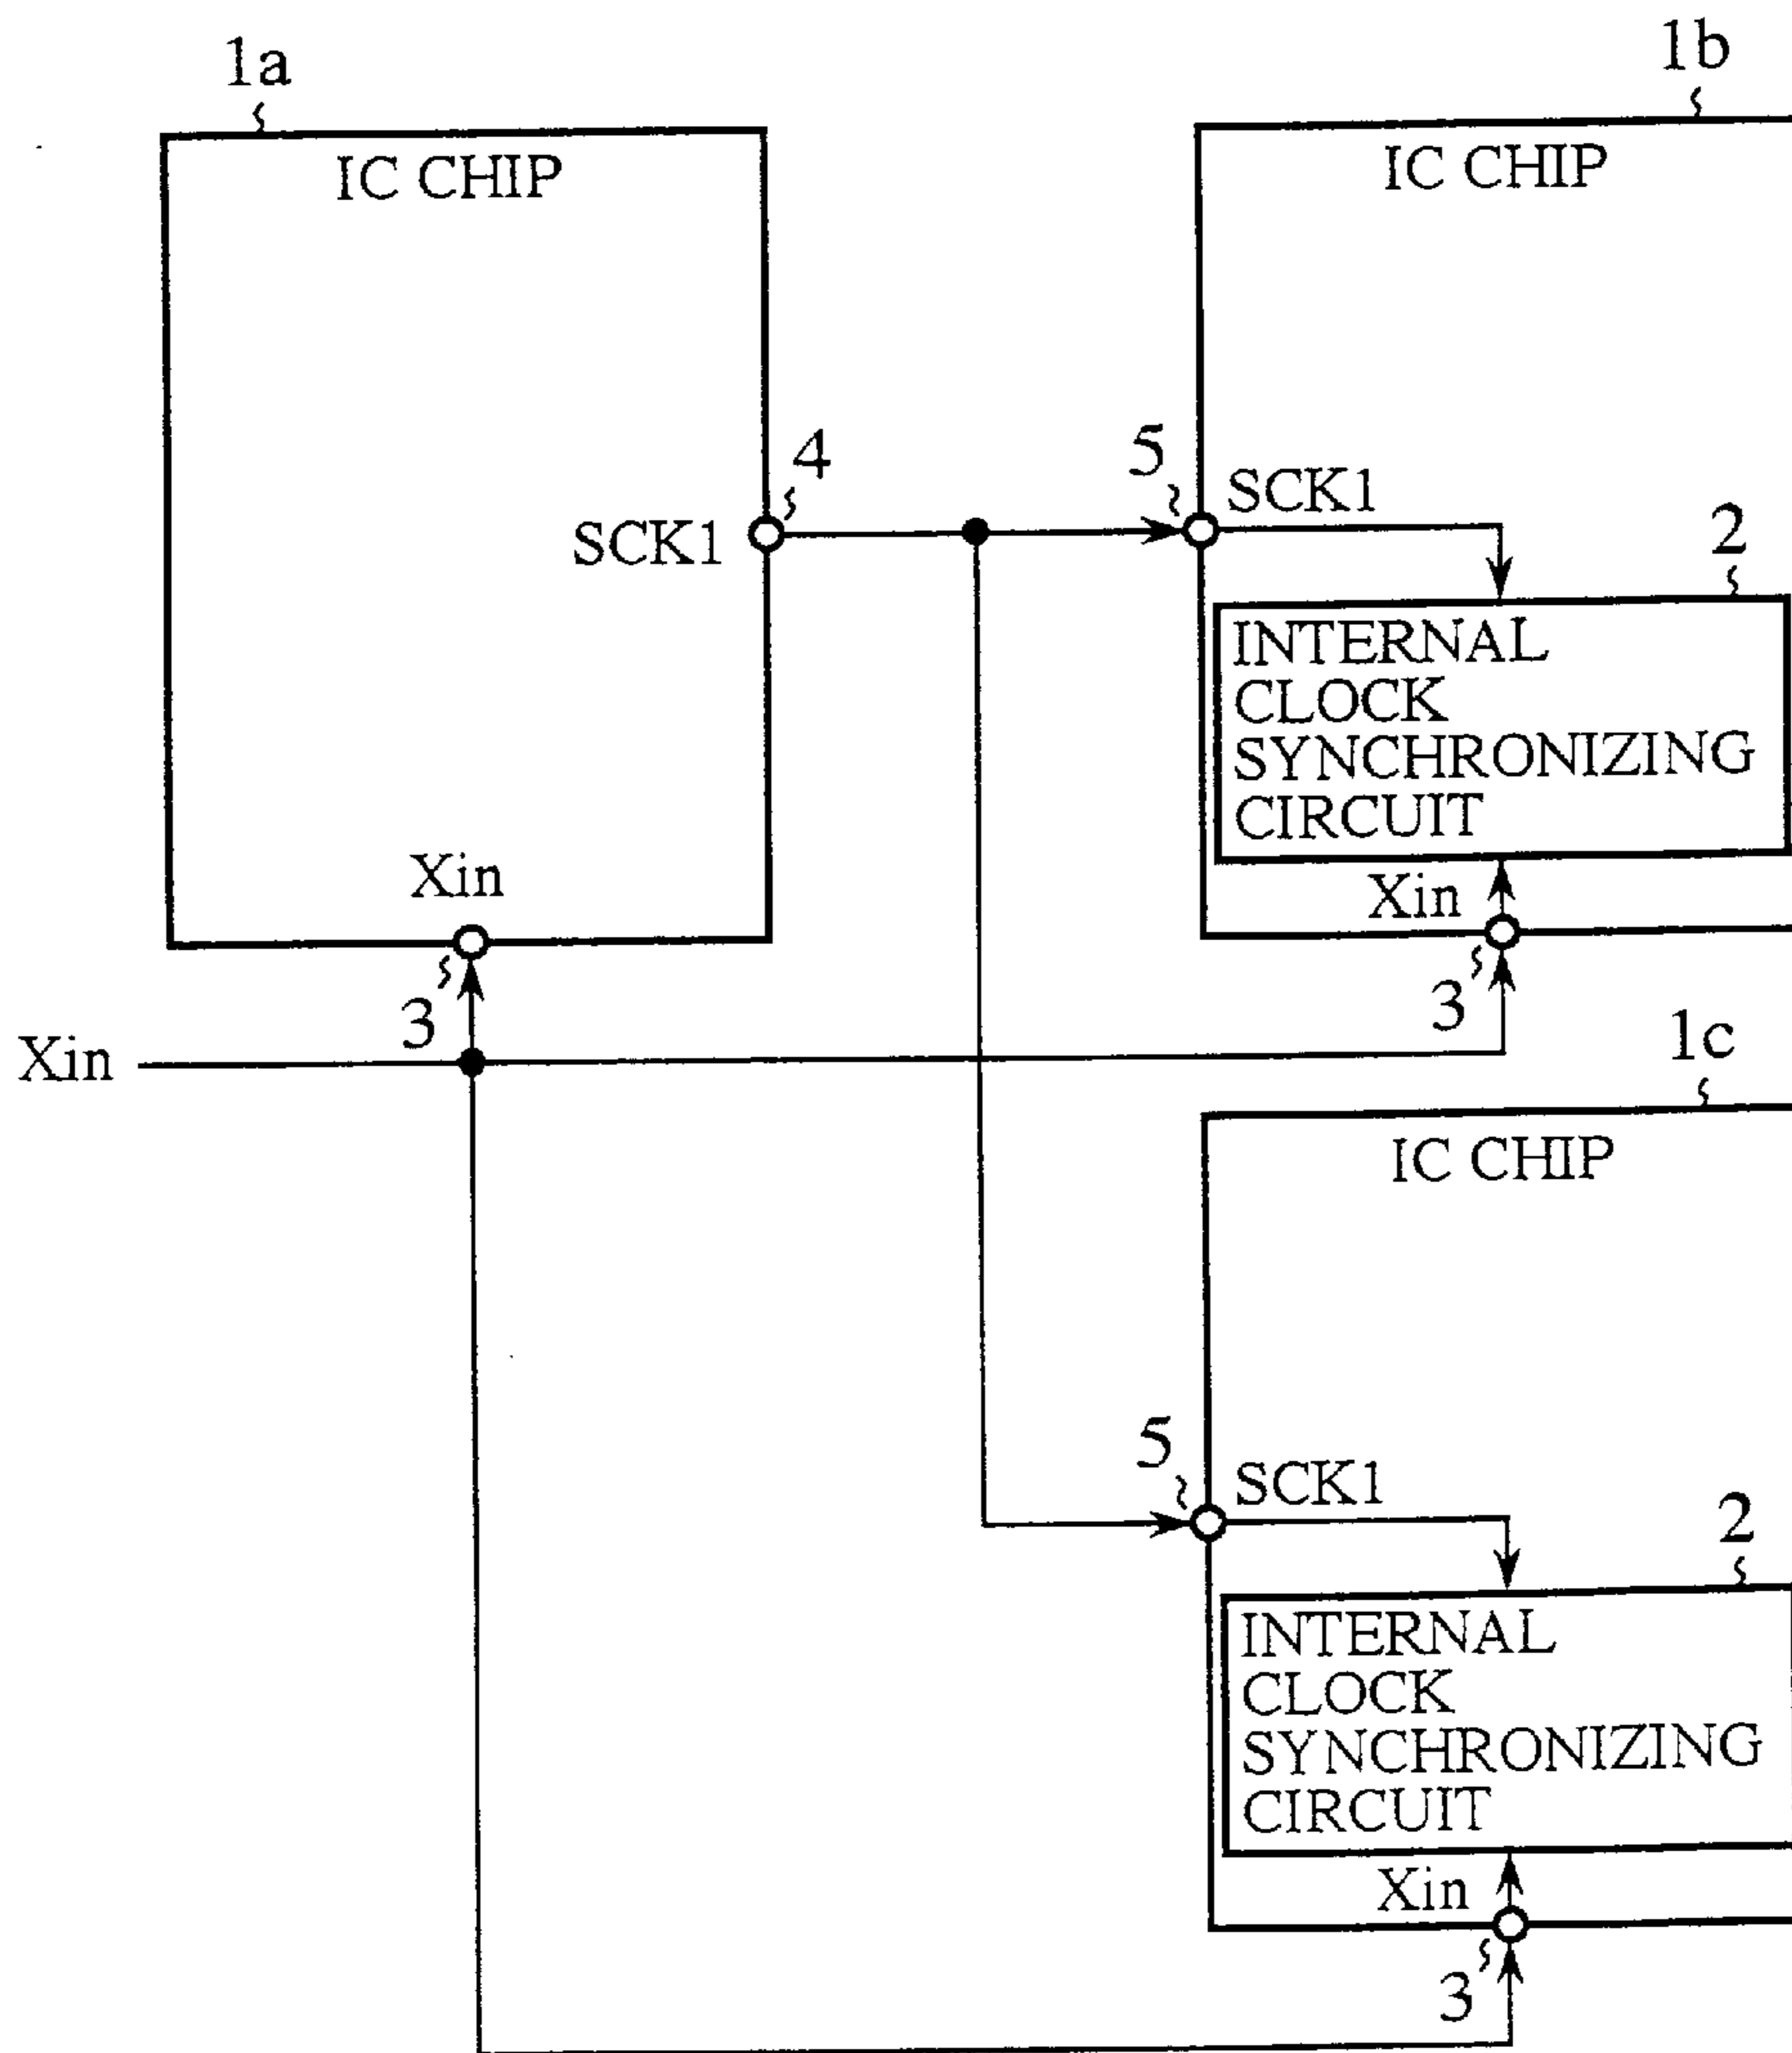 1a
IC CHIP
SCK1
4
Xin
3
Xin
1b
IC CHIP
5
SCK1
2
INTERNAL
CLOCK
SYNCHRONIZING
CIRCUIT
Xin
3
1c
IC CHIP
5
SCK1
2
INTERNAL
CLOCK
SYNCHRONIZING
CIRCUIT
Xin
3